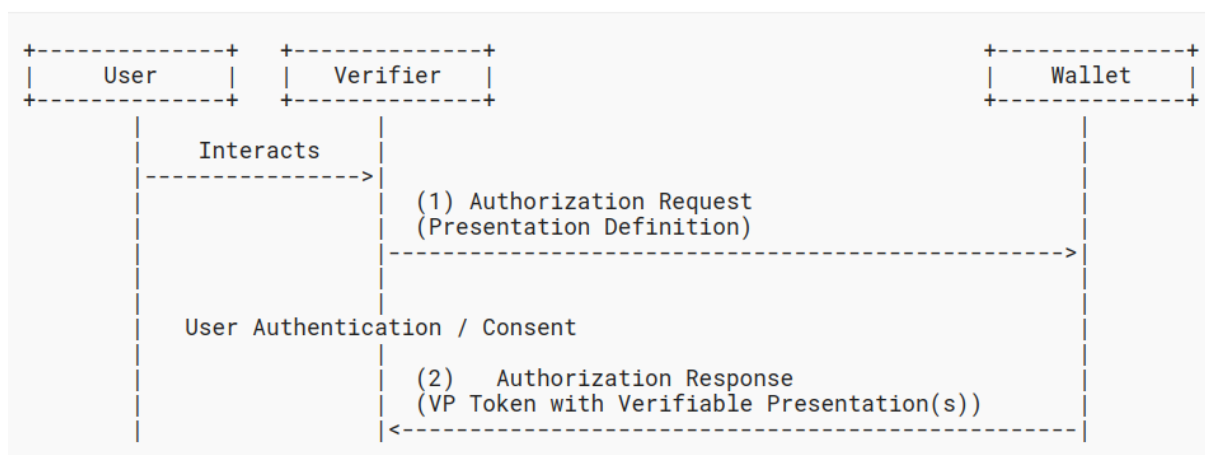 +--------------+   +--------------+                                     +--------------+
|     User     |   |   Verifier   |                                     |    Wallet    |
+--------------+   +--------------+                                     +--------------+
        |                 |                                                    |
        |    Interacts    |                                                    |
        |---------------->|                                                    |
        |                 |  (1) Authorization Request                         |
        |                 |  (Presentation Definition)                         |
        |                 |--------------------------------------------------->|
        |                 |                                                    |
        |                 |                                                    |
        |   User Authentication / Consent                                      |
        |                 |                                                    |
        |                 |  (2)   Authorization Response                      |
        |                 |  (VP Token with Verifiable Presentation(s))        |
        |                 |<---------------------------------------------------|